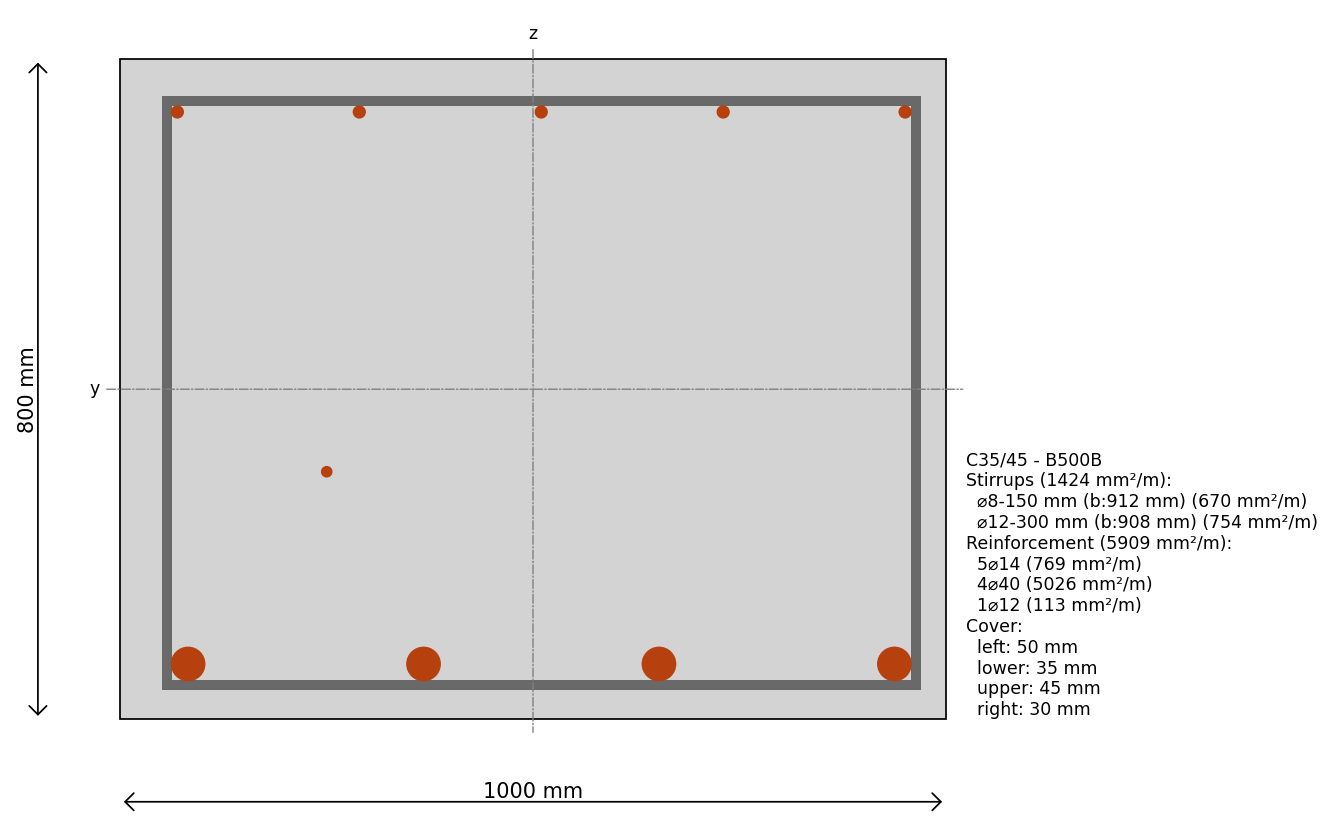 z
800 mm
y
C35/45 - B500B
Stirrups (1424 mm²/m):
⌀8-150 mm (b:912 mm) (670 mm²/m)
⌀12-300 mm (b:908 mm) (754 mm²/m)
Reinforcement (5909 mm²/m):
5⌀14 (769 mm²/m)
4⌀40 (5026 mm²/m)
1⌀12 (113 mm²/m)
Cover:
left: 50 mm
lower: 35 mm
upper: 45 mm
right: 30 mm
1000 mm